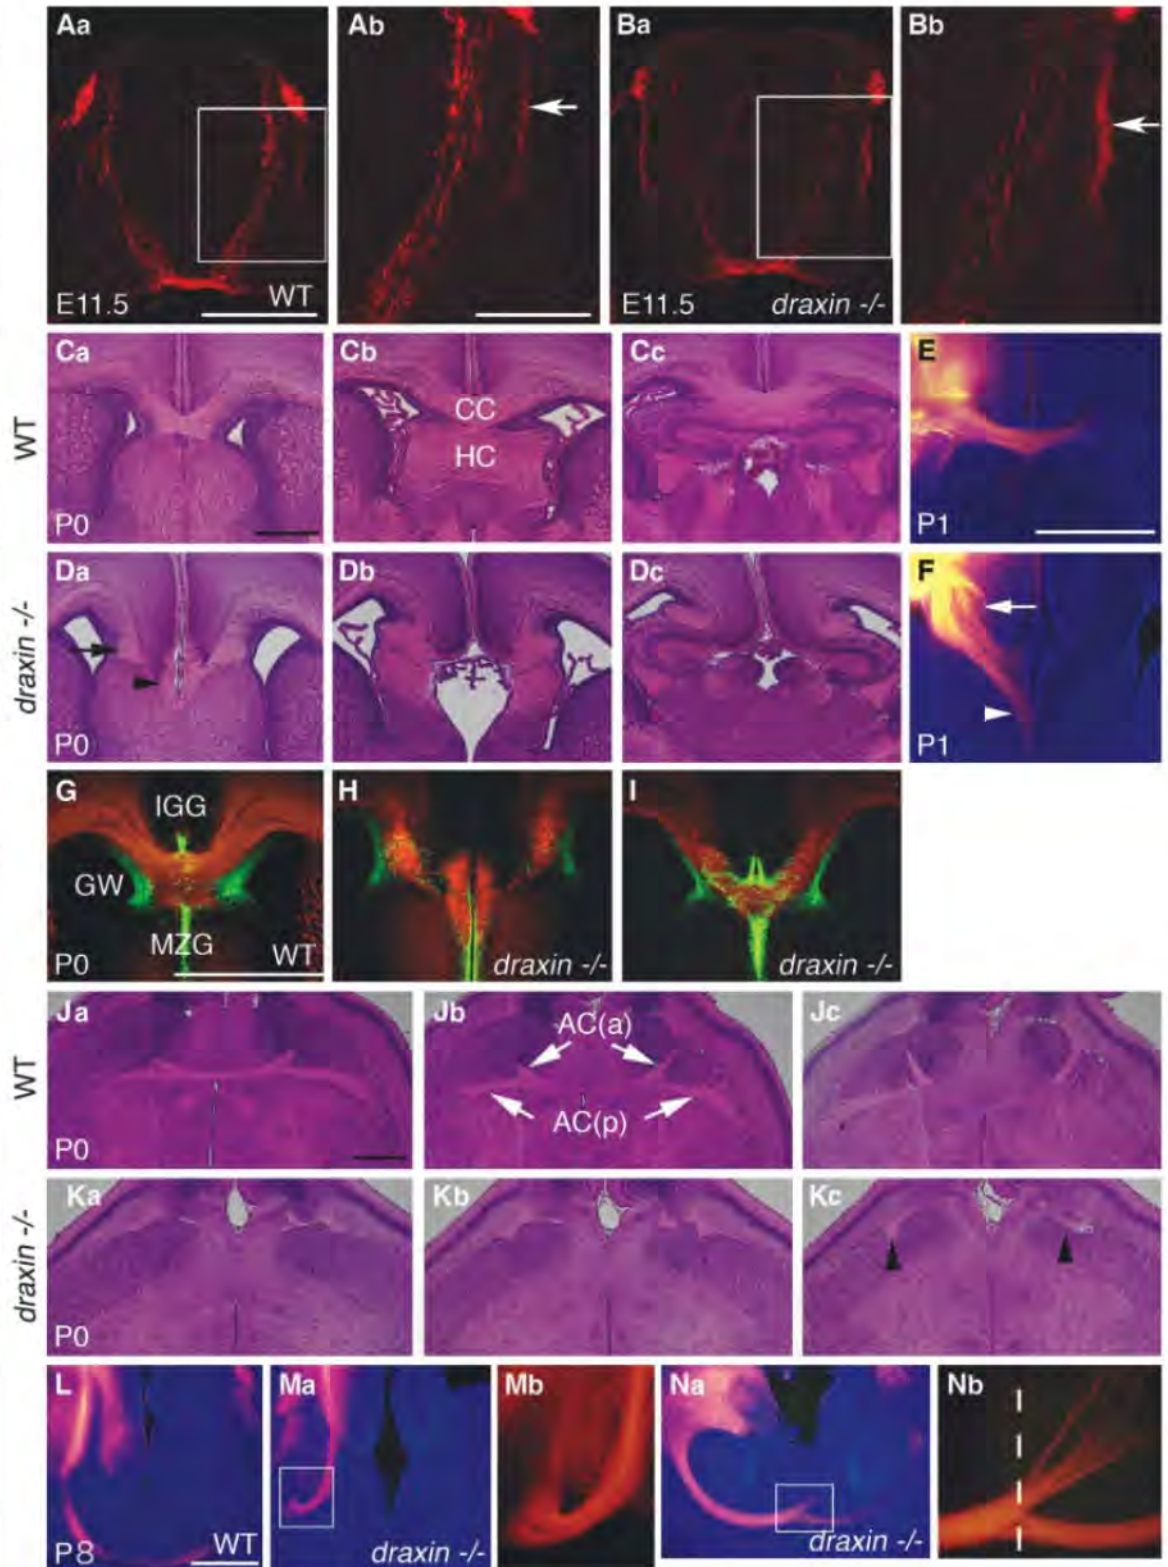 Aa
Ab
Ba
Bb
E11.5
WT
E11.5
draxin -/-
WT
Ca
Cb
Cc
E
CC
HC
P0
P1
draxin -/-
Da
Db
Dc
F
P0
P1
G
H
I
IGG
GW
MZG
P0
WT
draxin -/-
draxin -/-
WT
Ja
Jb
Jc
AC(a)
AC(p)
P0
draxin -/-
Ka
Kb
Kc
P0
L
Ma
Mb
Na
Nb
P8
WT
draxin -/-
draxin -/-